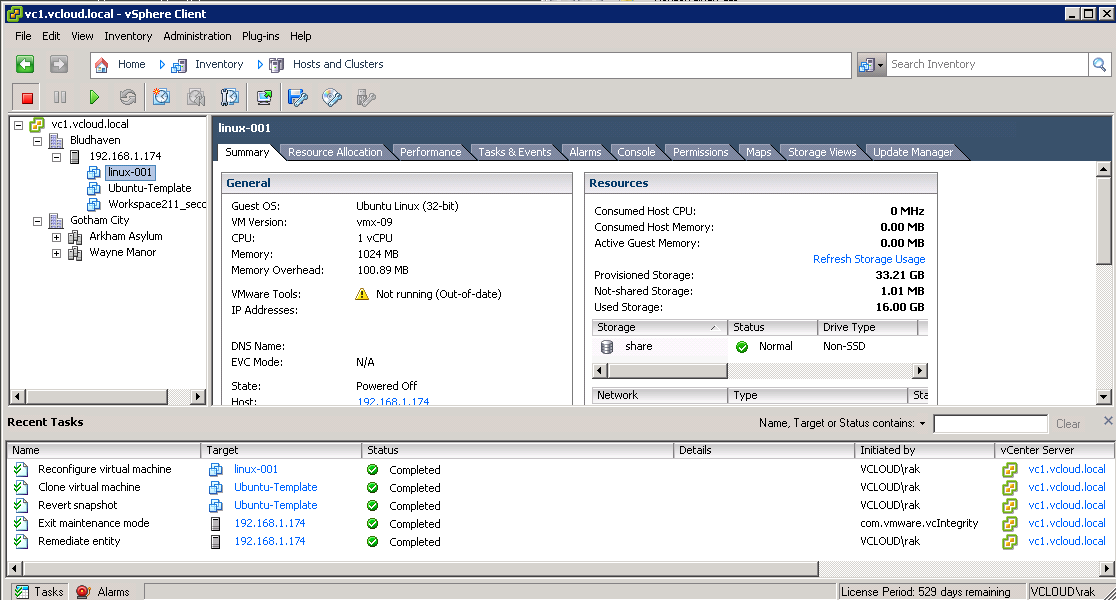 vc1.vcloud.local - vSphere Client
File Edit View Inventory Administration Plug-ins Help
Home Inventory Hosts and Clusters Search Inventory
vc1.vcloud.local
Bludhaven
192.168.1.174
linux-001
Ubuntu-Template
Workspace211_secc
Gotham City
Arkham Asylum
Wayne Manor
linux-001
Summary Resource Allocation Performance Tasks & Events Alarms Console Permissions Maps Storage Views Update Manager
General
Guest OS: Ubuntu Linux (32-bit)
VM Version: vmx-09
CPU: 1 vCPU
Memory: 1024 MB
Memory Overhead: 100.89 MB
VMware Tools: Not running (Out-of-date)
IP Addresses:
DNS Name:
EVC Mode: N/A
State: Powered Off
Host: 192.168.1.174
Resources
Consumed Host CPU: 0 MHz
Consumed Host Memory: 0.00 MB
Active Guest Memory: 0.00 MB
Refresh Storage Usage
Provisioned Storage: 33.21 GB
Not-shared Storage: 1.01 MB
Used Storage: 16.00 GB
Storage Status Drive Type
share Normal Non-SSD
Network Type Sta
Recent Tasks
Name, Target or Status contains: Clear
Name Target Status Details Initiated by vCenter Server
Reconfigure virtual machine linux-001 Completed VCLOUD\rak vc1.vcloud.local
Clone virtual machine Ubuntu-Template Completed VCLOUD\rak vc1.vcloud.local
Revert snapshot Ubuntu-Template Completed VCLOUD\rak vc1.vcloud.local
Exit maintenance mode 192.168.1.174 Completed com.vmware.vcIntegrity vc1.vcloud.local
Remediate entity 192.168.1.174 Completed VCLOUD\rak vc1.vcloud.local
Tasks Alarms License Period: 529 days remaining VCLOUD\rak